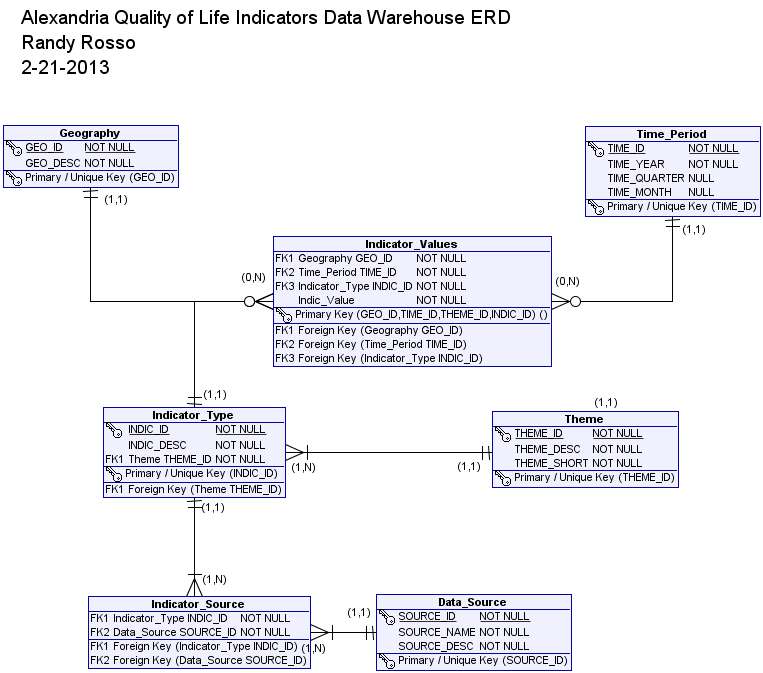 Alexandria Quality of Life Indicators Data Warehouse ERD
Randy Rosso
2-21-2013
Geography
GEO_ID NOT NULL
GEO_DESC NOT NULL
Primary / Unique Key (GEO_ID)
(1,1)
Time_Period
TIME_ID NOT NULL
TIME_YEAR NOT NULL
TIME_QUARTER NULL
TIME_MONTH NULL
Primary / Unique Key (TIME_ID)
(1,1)
Indicator_Values
FK1 Geography GEO_ID NOT NULL
FK2 Time_Period TIME_ID NOT NULL
FK3 Indicator_Type INDIC_ID NOT NULL
Indic_Value NOT NULL
Primary Key (GEO_ID,TIME_ID,THEME_ID,INDIC_ID) ()
FK1 Foreign Key (Geography GEO_ID)
FK2 Foreign Key (Time_Period TIME_ID)
FK3 Foreign Key (Indicator_Type INDIC_ID)
(0,N)
(0,N)
(1,1)
Indicator_Type
INDIC_ID NOT NULL
INDIC_DESC NOT NULL
FK1 Theme THEME_ID NOT NULL
Primary / Unique Key (INDIC_ID)
FK1 Foreign Key (Theme THEME_ID)
(1,N)
(1,1)
(1,1)
Theme
THEME_ID NOT NULL
THEME_DESC NOT NULL
THEME_SHORT NOT NULL
Primary / Unique Key (THEME_ID)
(1,1)
(1,N)
Indicator_Source
FK1 Indicator_Type INDIC_ID NOT NULL
FK2 Data_Source SOURCE_ID NOT NULL
FK1 Foreign Key (Indicator_Type INDIC_ID)
FK2 Foreign Key (Data_Source SOURCE_ID)
(1,N)
(1,1)
Data_Source
SOURCE_ID NOT NULL
SOURCE_NAME NOT NULL
SOURCE_DESC NOT NULL
Primary / Unique Key (SOURCE_ID)